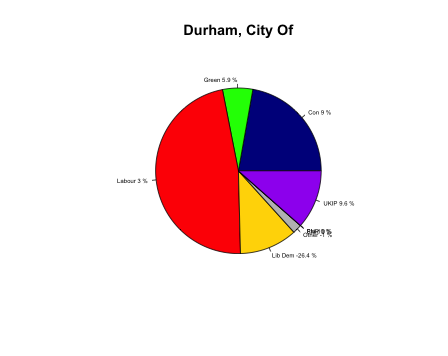 Durham, City Of
Green 5.9 %
Con 9 %
Labour 3 %
UKIP 9.6 %
Other -1 %
Lib Dem -26.4 %